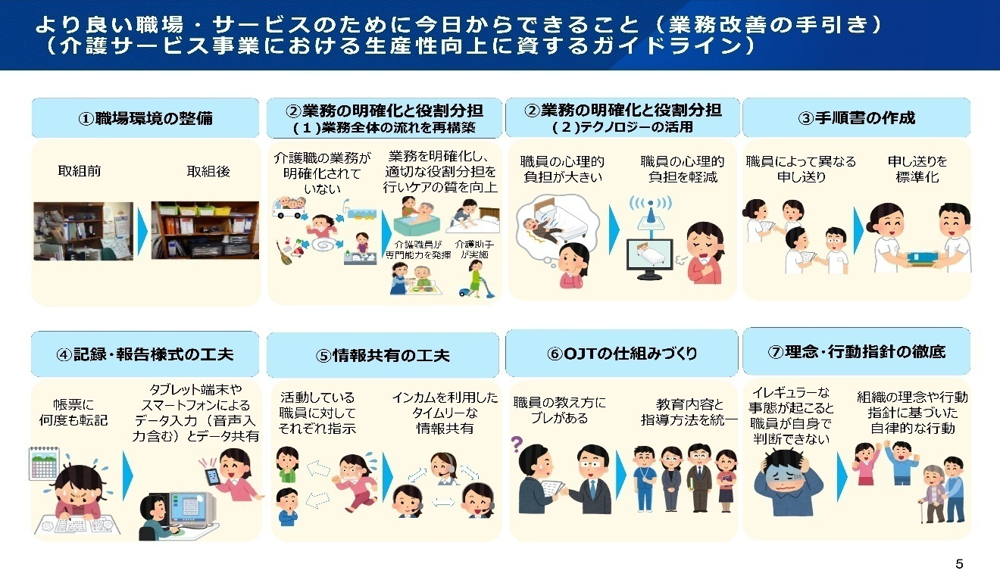 より良い職場・サービスのために今日からできること（業務改善の手引き）
（介護サービス事業における生産性向上に資するガイドライン）
①職場環境の整備
取組前
取組後
②業務の明確化と役割分担
(１)業務全体の流れを再構築
介護職の業務が
明確化されて
いない
業務を明確化し、
適切な役割分担を
行いケアの質を向上
介護職員が
専門能力を発揮
介護助手
が実施
②業務の明確化と役割分担
(２)テクノロジーの活用
職員の心理的
負担が大きい
職員の心理的
負担を軽減
③手順書の作成
職員によって異なる
申し送り
申し送りを
標準化
④記録･報告様式の工夫
帳票に
何度も転記
タブレット端末や
スマートフォンによる
データ入力（音声入
力含む）とデータ共有
⑤情報共有の工夫
活動している
職員に対して
それぞれ指示
インカムを利用した
タイムリーな
情報共有
⑥OJTの仕組みづくり
職員の教え方に
ブレがある
?
教育内容と
指導方法を統一
⑦理念･行動指針の徹底
イレギュラーな
事態が起こると
職員が自身で
判断できない
組織の理念や行動
指針に基づいた
自律的な行動
5